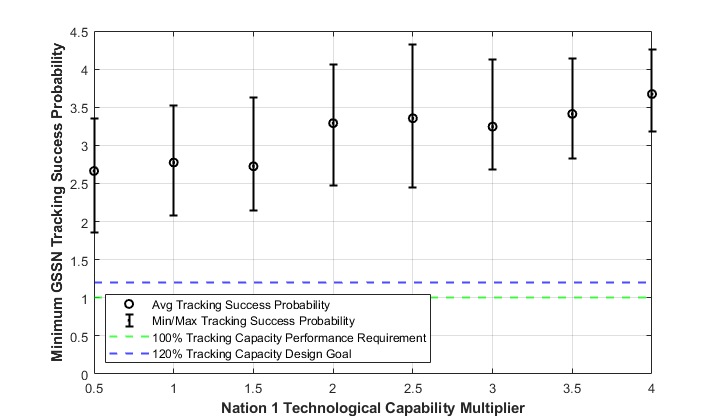 4.5
4
3.5
3
2.5
2
1.5
1
0.5
0
Minimum GSSN Tracking Success Probability
Avg Tracking Success Probability
Min/Max Tracking Success Probability
100% Tracking Capacity Performance Requirement
120% Tracking Capacity Design Goal
0.5 1 1.5 2 2.5 3 3.5 4
Nation 1 Technological Capability Multiplier